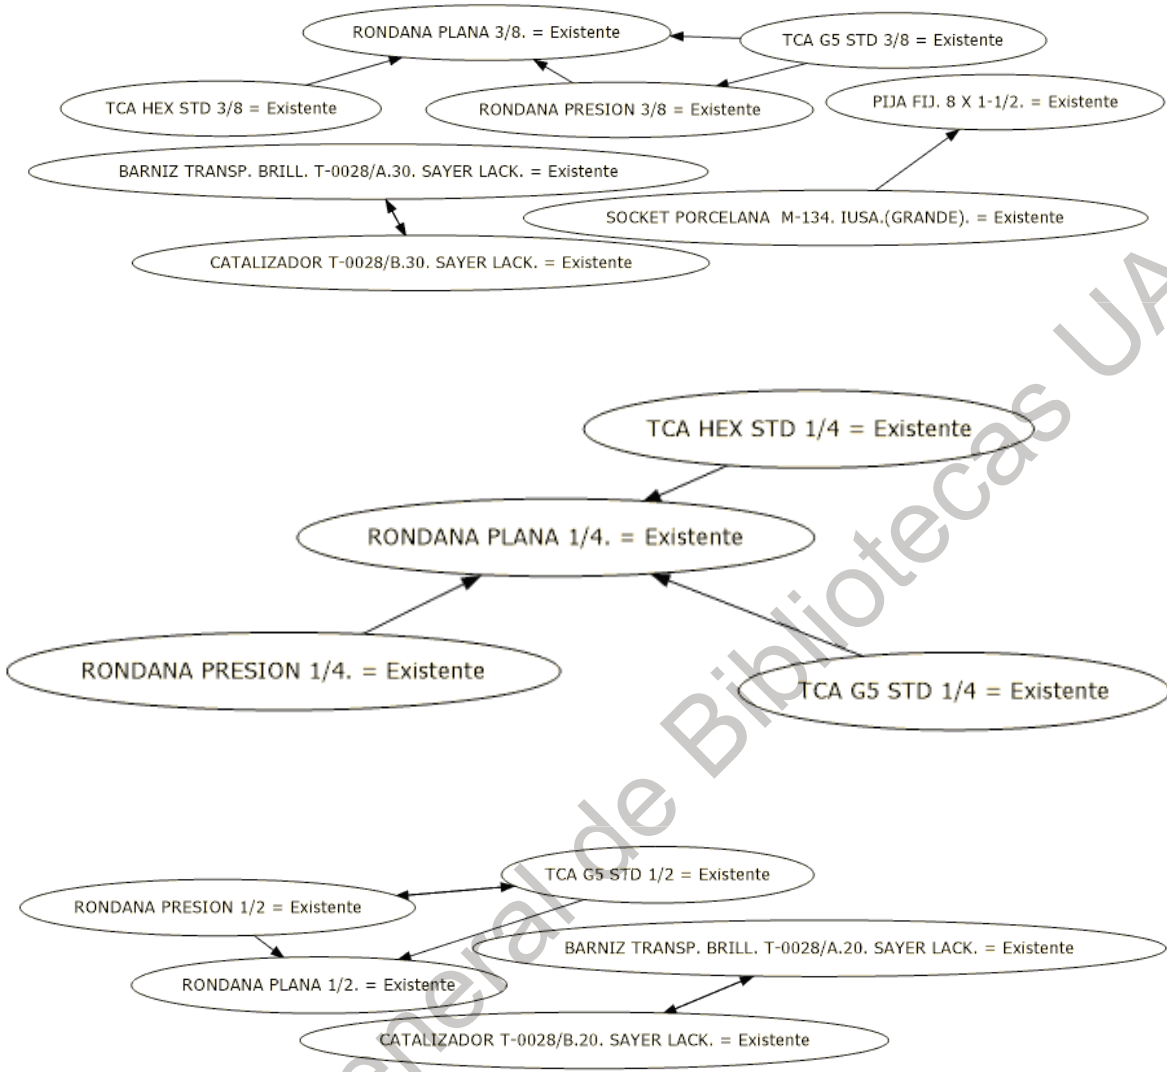 RONDANA PLANA 3/8. = Existente
TCA G5 STD 3/8 = Existente
TCA HEX STD 3/8 = Existente
RONDANA PRESION 3/8 = Existente
PIJA FIJ. 8 X 1-1/2. = Existente
BARNIZ TRANSP. BRILL. T-0028/A.30. SAYER LACK. = Existente
SOCKET PORCELANA  M-134. IUSA.(GRANDE). = Existente
CATALIZADOR T-0028/B.30. SAYER LACK. = Existente
TCA HEX STD 1/4 = Existente
RONDANA PLANA 1/4. = Existente
RONDANA PRESION 1/4. = Existente
TCA G5 STD 1/4 = Existente
TCA G5 STD 1/2 = Existente
RONDANA PRESION 1/2 = Existente
BARNIZ TRANSP. BRILL. T-0028/A.20. SAYER LACK. = Existente
RONDANA PLANA 1/2. = Existente
CATALIZADOR T-0028/B.20. SAYER LACK. = Existente
eneral de Bibliotecas UA